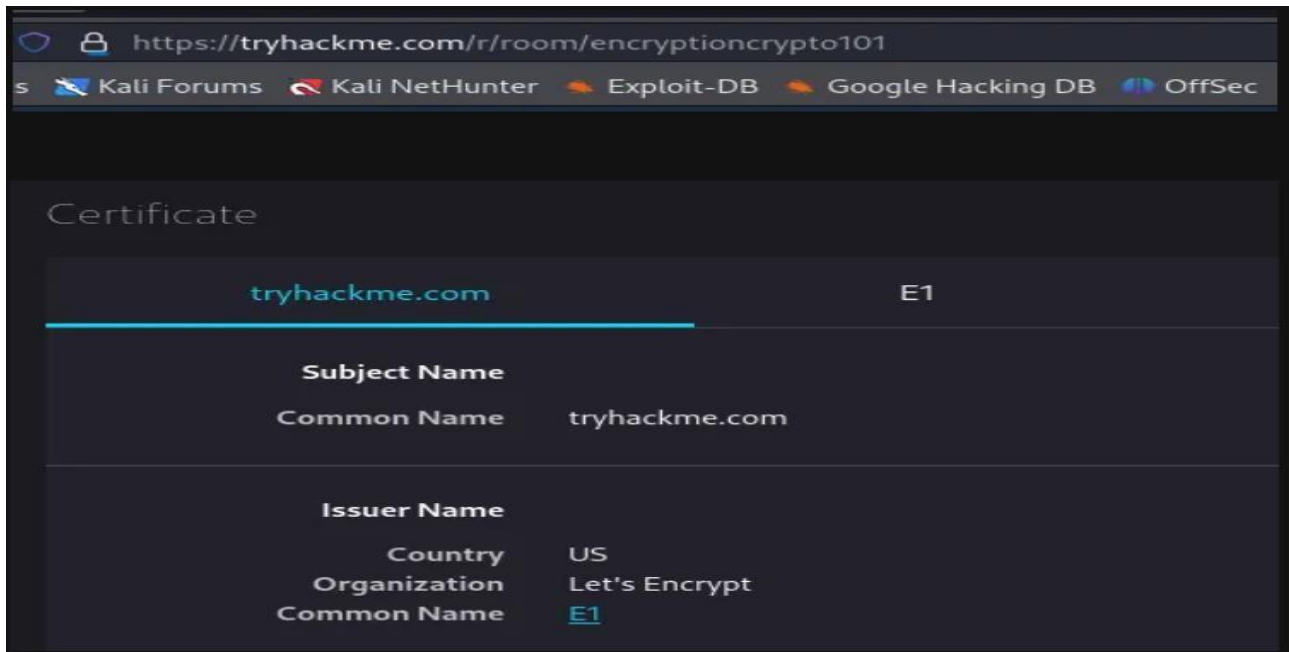 https://tryhackme.com/r/room/encryptioncrypto101
s Kali Forums Kali NetHunter Exploit-DB Google Hacking DB OffSec
Certificate
tryhackme.com E1
Subject Name
Common Name tryhackme.com
Issuer Name
Country US
Organization Let's Encrypt
Common Name E1